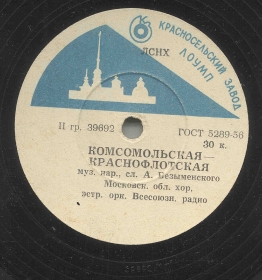 КРАСНОСЕЛЬСКИЙ ЗАВОД
ЛОУМП
ЛСНХ
II гр. 39692
ГОСТ 5289-56
30 к.
КОМСОМОЛЬСКАЯ—
КРАСНОФЛОТСКАЯ
муз. нар., сл. А. Безыменского
Московск. обл. хор,
эстр. орк. Всесоюзн. радио